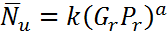 N̅ᵤ = k(GᵣPᵣ)ᵃ